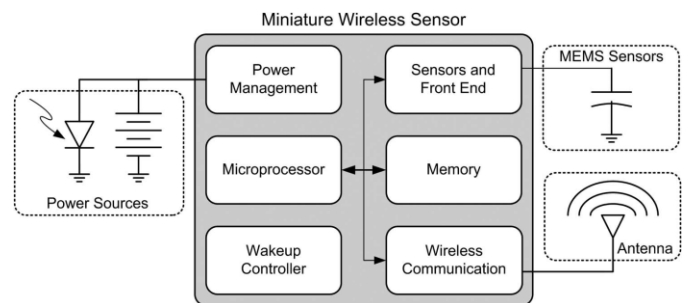 Miniature Wireless Sensor
Power
Management
Sensors and
Front End
MEMS Sensors
Microprocessor
Memory
Power Sources
Wakeup
Controller
Wireless
Communication
Antenna